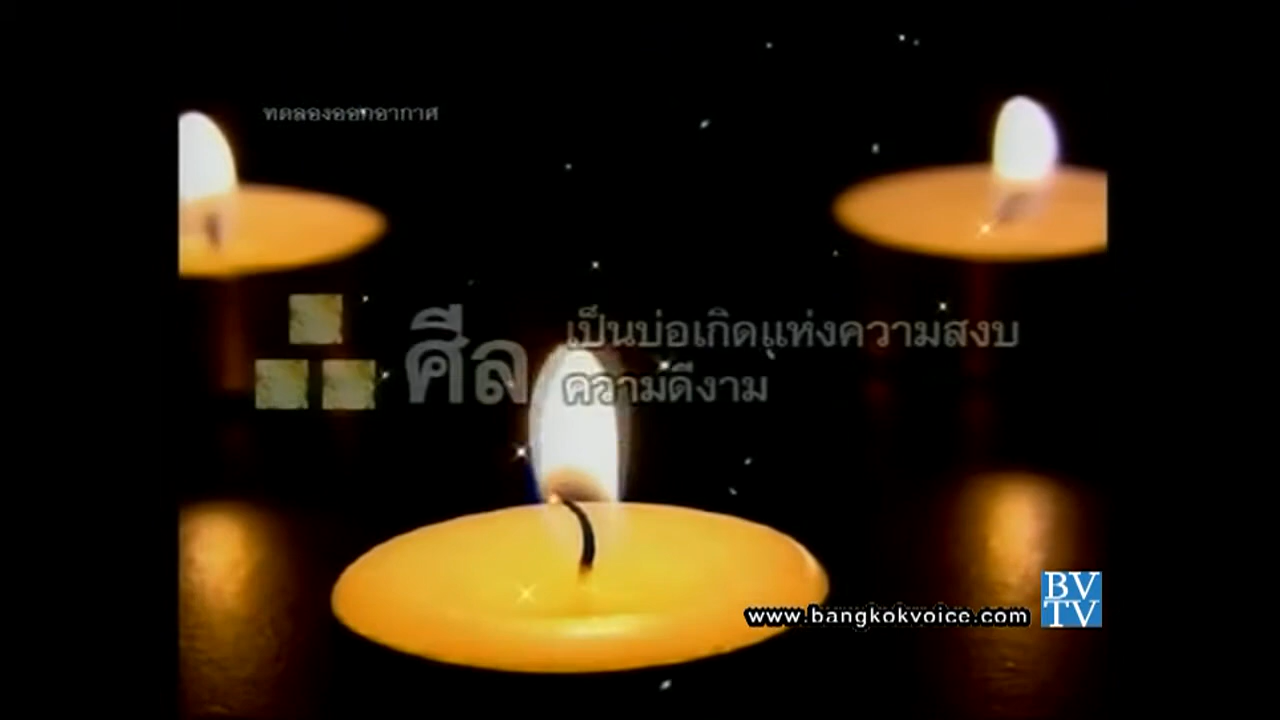 ทดลองออกอากาศ
ศีล
เป็นบ่อเกิดแห่งความสงบ
ความดีงาม
www.bangkokvoice.com
BV
TV